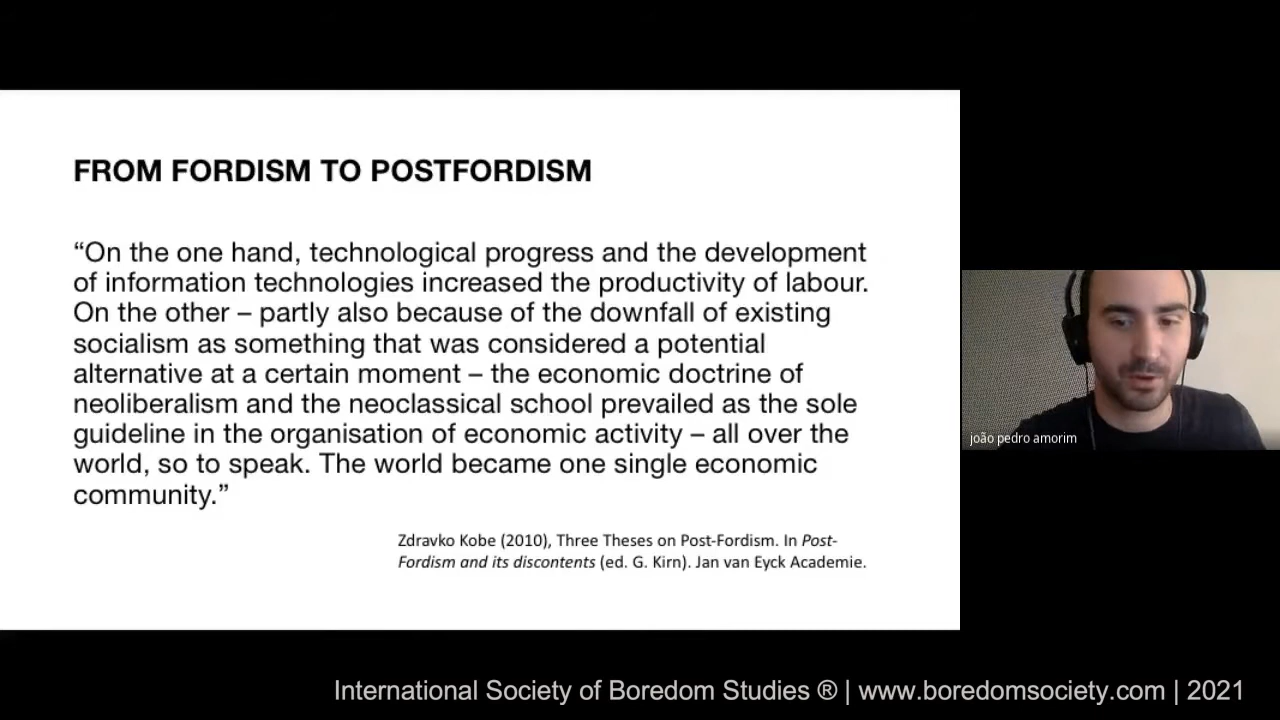 FROM FORDISM TO POSTFORDISM
“On the one hand, technological progress and the development
of information technologies increased the productivity of labour.
On the other – partly also because of the downfall of existing
socialism as something that was considered a potential
alternative at a certain moment – the economic doctrine of
neoliberalism and the neoclassical school prevailed as the sole
guideline in the organisation of economic activity – all over the
world, so to speak. The world became one single economic
community.”
Zdravko Kobe (2010), Three Theses on Post-Fordism. In Post-
Fordism and its discontents (ed. G. Kirn). Jan van Eyck Academie.
joão pedro amorim
International Society of Boredom Studies ® | www.boredomsociety.com | 2021